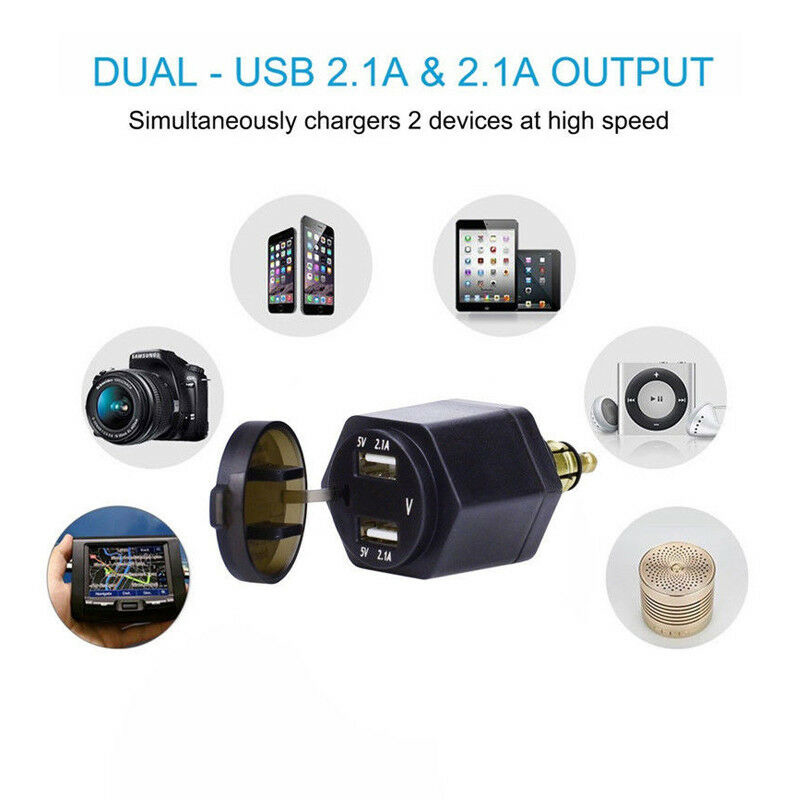 DUAL - USB 2.1A & 2.1A OUTPUT
Simultaneously chargers 2 devices at high speed
SAMSUNG
5V 2.1A
V
5V 2.1A